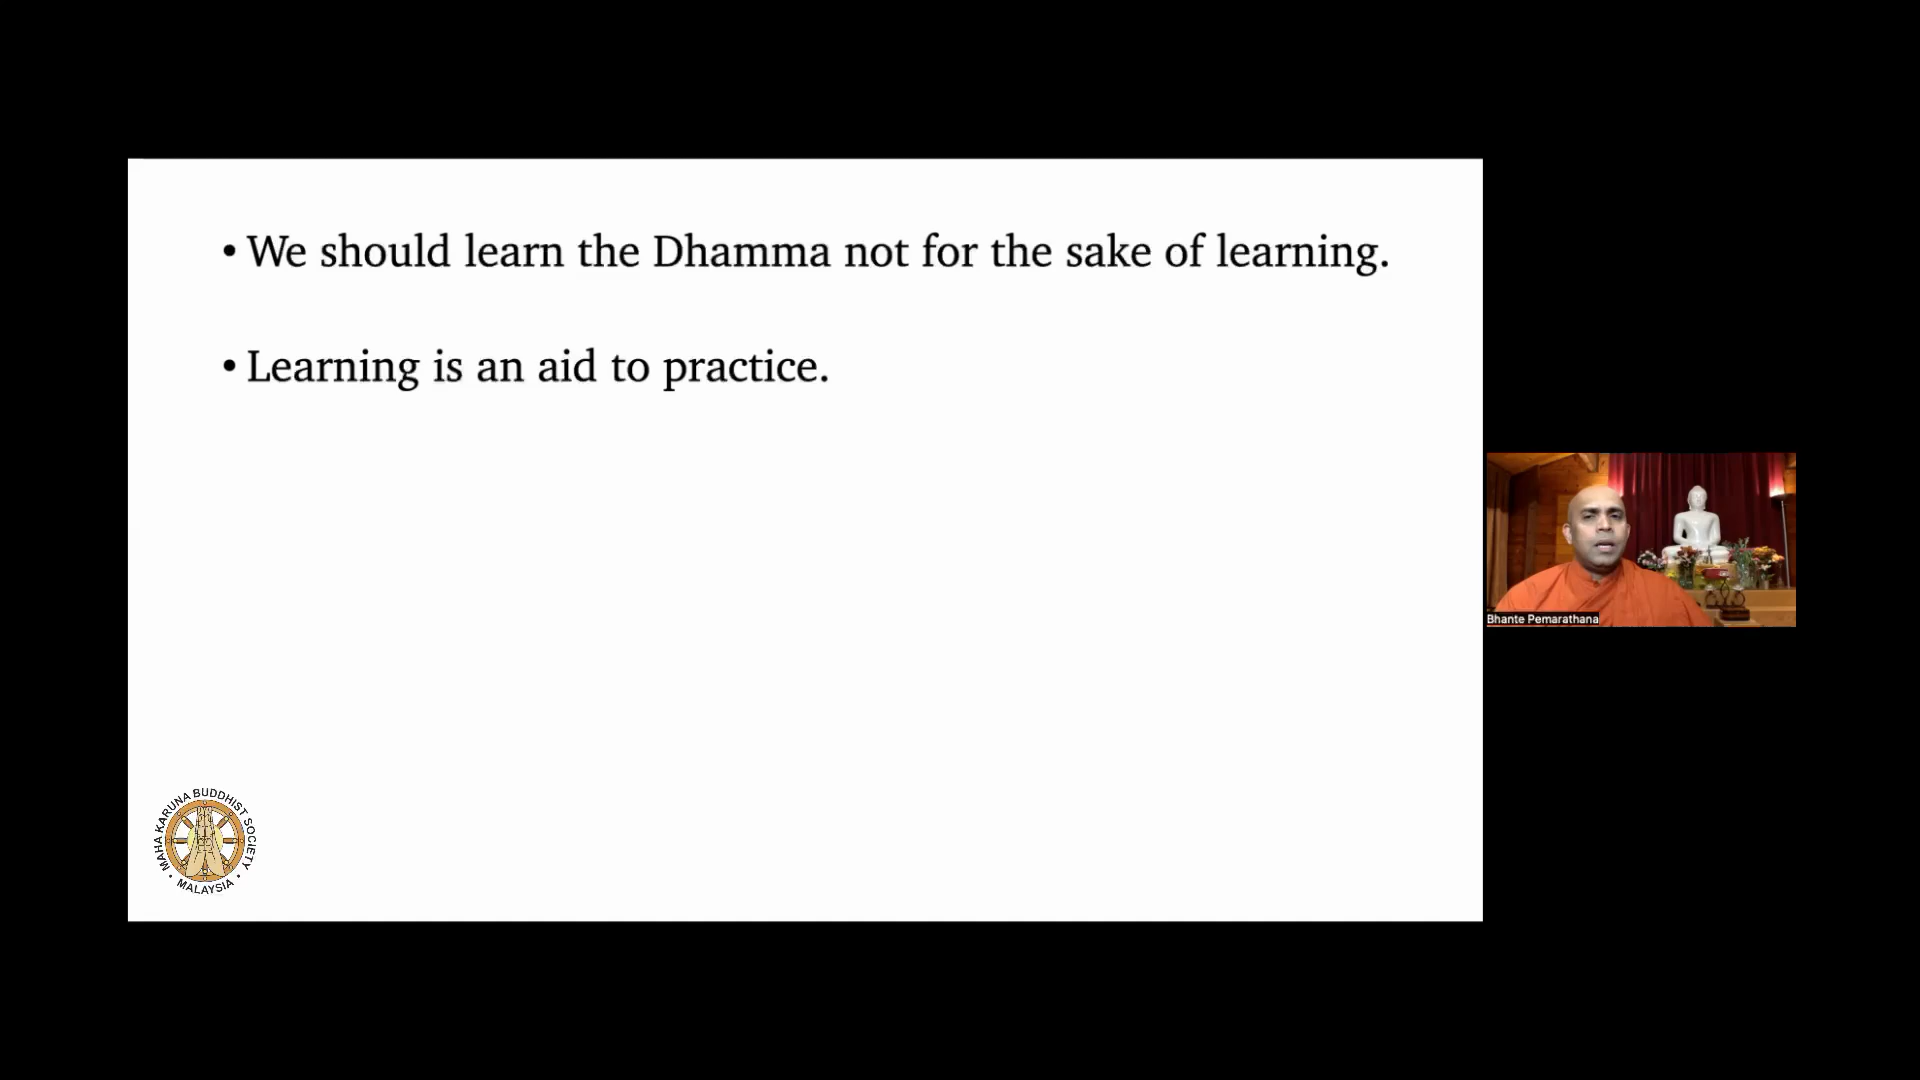 • We should learn the Dhamma not for the sake of learning.
• Learning is an aid to practice.
Bhante Pemarathana
MAHA KARUNA BUDDHIST SOCIETY
• MALAYSIA •